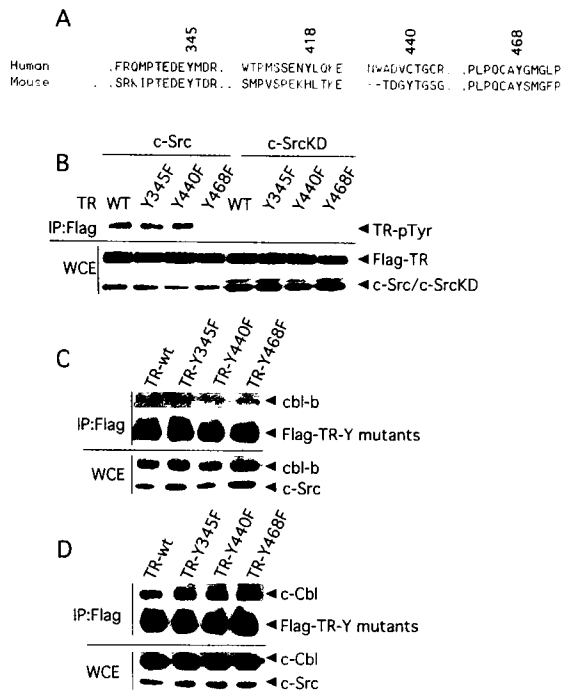 A
345
418
440
468
Human .FRQMPTEDEYMDR. WTPMSSENYLQKE NWADVCTGCR. .PLPQCAYGMGLP
Mouse ..SRKIPTEDEYTDR.. SMPVSPEKHLTKE --TDGYTGSG. .PLPQCAYSMGFP
B
c-Src c-SrcKD
TR WT Y345F Y440F Y468F WT Y345F Y440F Y468F
IP:Flag ◄ TR-pTyr
WCE ◄ Flag-TR
◄ c-Src/c-SrcKD
C
TR-wt TR-Y345F TR-Y440F TR-Y468F
IP:Flag ◄ cbl-b
◄ Flag-TR-Y mutants
WCE ◄ cbl-b
◄ c-Src
D
TR-wt TR-Y345F TR-Y440F TR-Y468F
IP:Flag ◄ c-Cbl
◄ Flag-TR-Y mutants
WCE ◄ c-Cbl
◄ c-Src